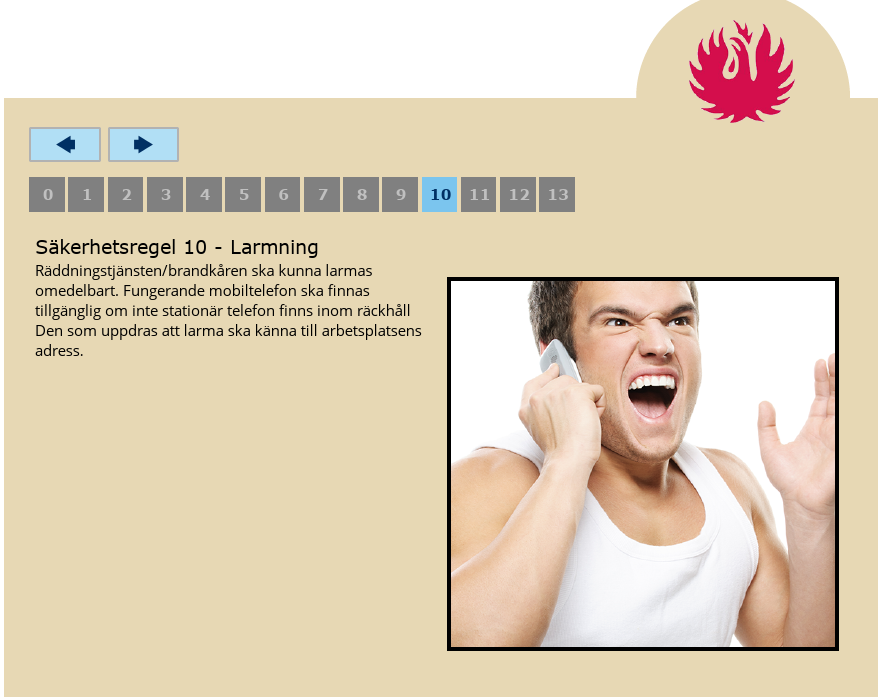 0 1 2 3 4 5 6 7 8 9 10 11 12 13
Säkerhetsregel 10 - Larmning
Räddningstjänsten/brandkåren ska kunna larmas
omedelbart. Fungerande mobiltelefon ska finnas
tillgänglig om inte stationär telefon finns inom räckhåll
Den som uppdras att larma ska känna till arbetsplatsens
adress.